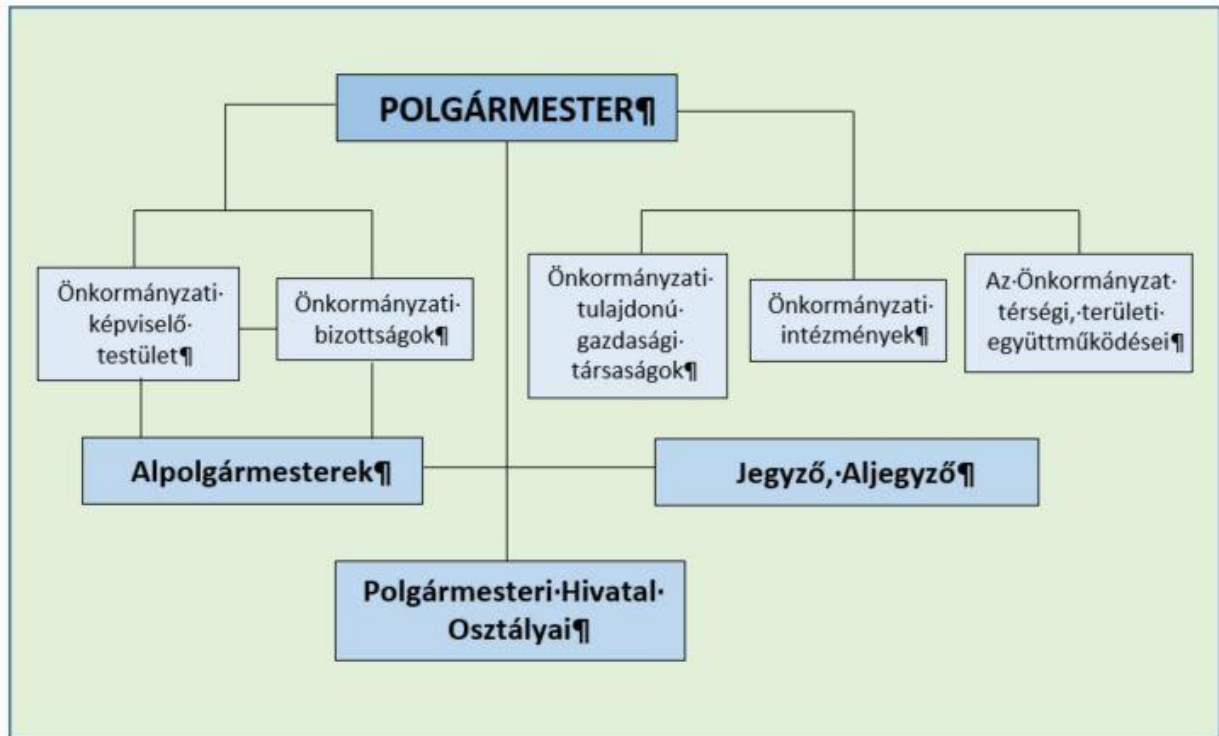 POLGÁRMESTER¶
Önkormányzati·
képviselő·
testület¶
Önkormányzati·
bizottságok¶
Önkormányzati·
tulajdonú·
gazdasági·
társaságok¶
Önkormányzati·
intézmények¶
Az·Önkormányzat·
térségi,·területi·
együttműködései¶
Alpolgármesterek¶
Jegyző,·Aljegyző¶
Polgármesteri·Hivatal·
Osztályai¶